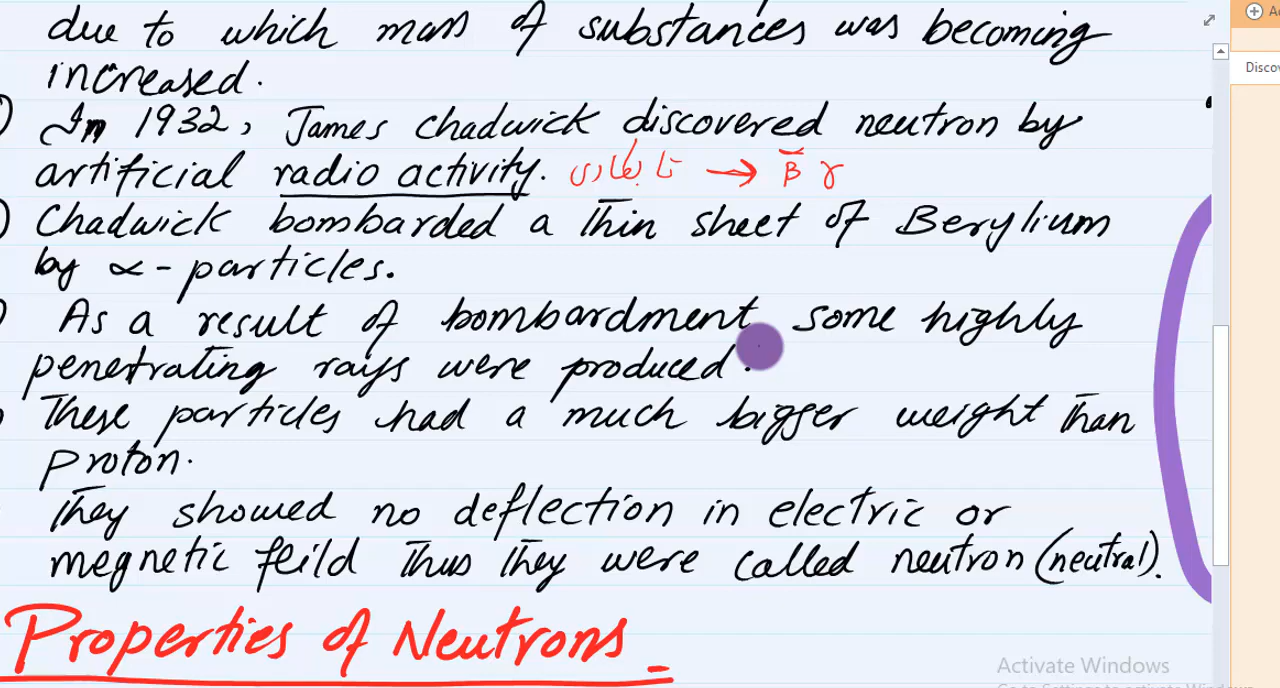 due to which mass of substances was becoming
increased.
In 1932, James Chadwick discovered neutron by
artificial radio activity. تابکاری → β γ
Chadwick bombarded a thin sheet of Berylium
by α-particles.
As a result of bombardment some highly
penetrating rays were produced.
These particles had a much bigger weight than
proton.
They showed no deflection in electric or
magnetic feild Thus they were called neutron (neutral).
Properties of Neutrons
Activate Windows
Discov